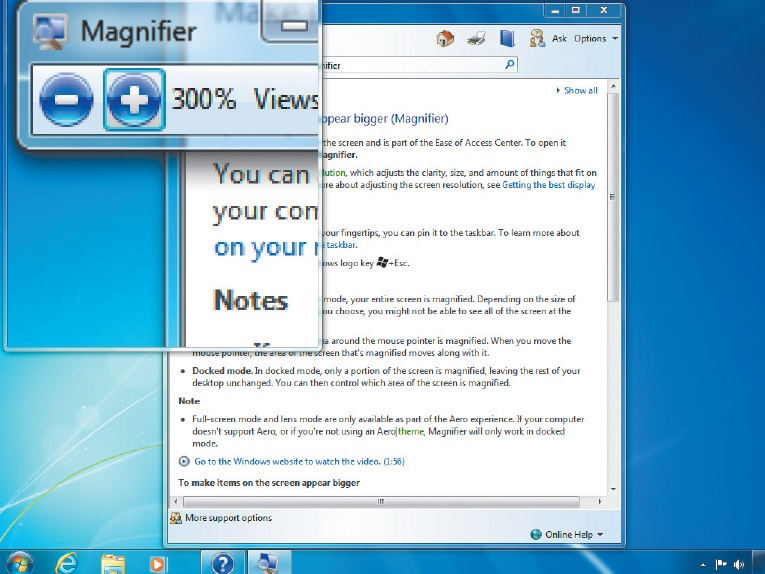 Make
Magnifier
300% Views
You can
your com
on your
Notes
If
Ask Options
ifier
Show all
pear bigger (Magnifier)
the screen and is part of the Ease of Access Center. To open it
agnifier.
lution, which adjusts the clarity, size, and amount of things that fit on
re about adjusting the screen resolution, see Getting the best display
your fingertips, you can pin it to the taskbar. To learn more about
taskbar.
ows logo key +Esc.
mode, your entire screen is magnified. Depending on the size of
ou choose, you might not be able to see all of the screen at the
ea around the mouse pointer is magnified. When you move the
mouse pointer, the area of the screen that's magnified moves along with it.
• Docked mode. In docked mode, only a portion of the screen is magnified, leaving the rest of your
desktop unchanged. You can then control which area of the screen is magnified.
Note
• Full-screen mode and lens mode are only available as part of the Aero experience. If your computer
doesn't support Aero, or if you're not using an Aero theme, Magnifier will only work in docked
mode.
Go to the Windows website to watch the video. (1:56)
To make items on the screen appear bigger
More support options
Online Help